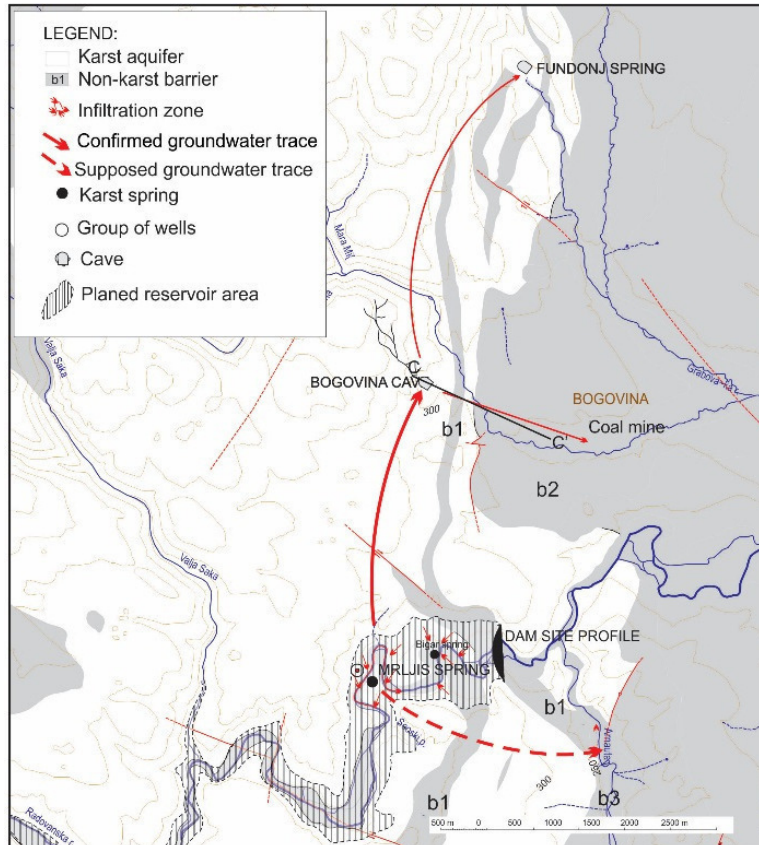 LEGEND:
Karst aquifer
b1
Non-karst barrier
Infiltration zone
Confirmed groundwater trace
Supposed groundwater trace
Karst spring
Group of wells
Cave
Planed reservoir area
FUNDONJ SPRING
Valja Saka
C
BOGOVINA CAV
300
b1
BOGOVINA
Coal mine
C'
b2
Valja Saka
Bigar spring
DAM SITE PROFILE
MRLJIS SPRING
b1
300
b1
b3
Radovanska r.
500 m
0
500
1000
1500
2000
2500 m